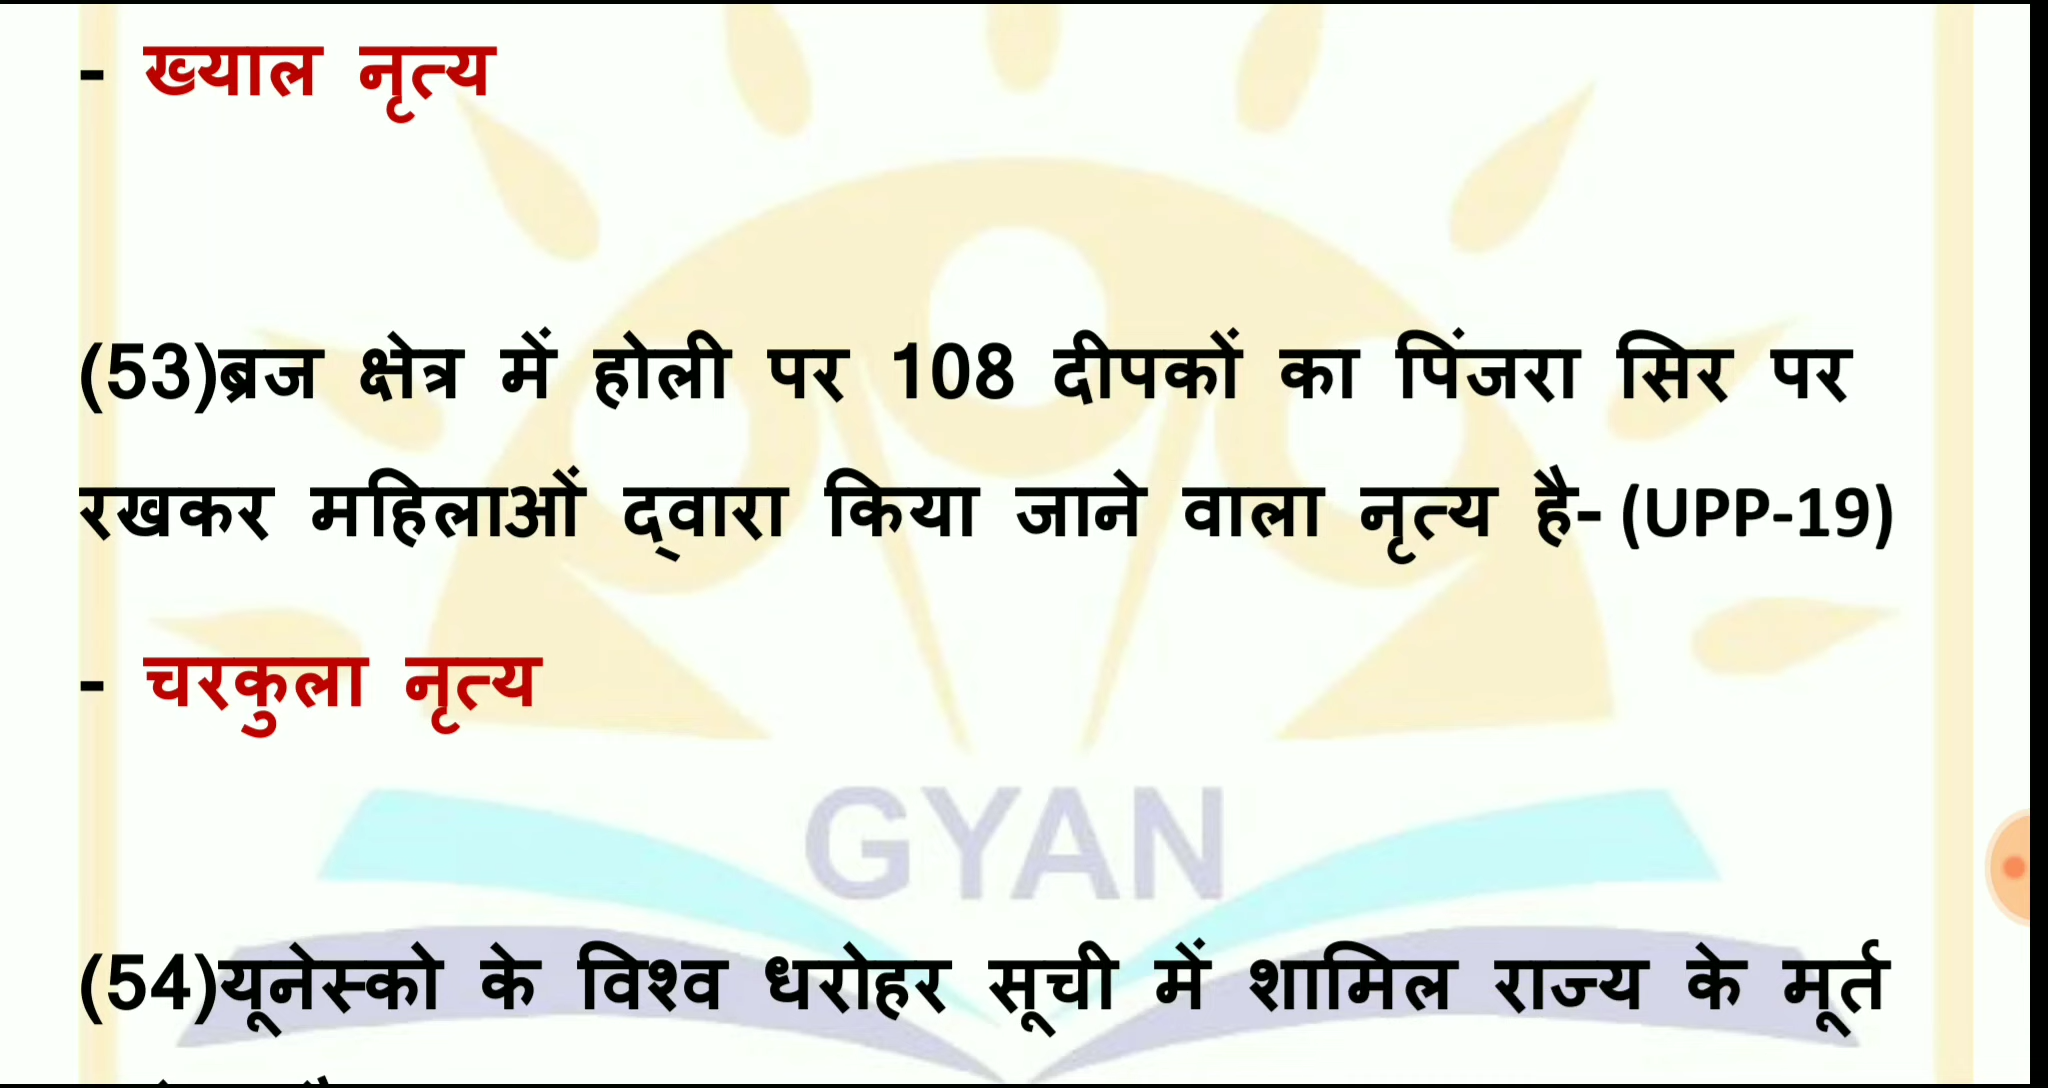 - ख्याल नृत्य
(53)ब्रज क्षेत्र में होली पर 108 दीपकों का पिंजरा सिर पर
रखकर महिलाओं द्वारा किया जाने वाला नृत्य है- (UPP-19)
- चरकुला नृत्य
GYAN
(54)यूनेस्को के विश्व धरोहर सूची में शामिल राज्य के मूर्त